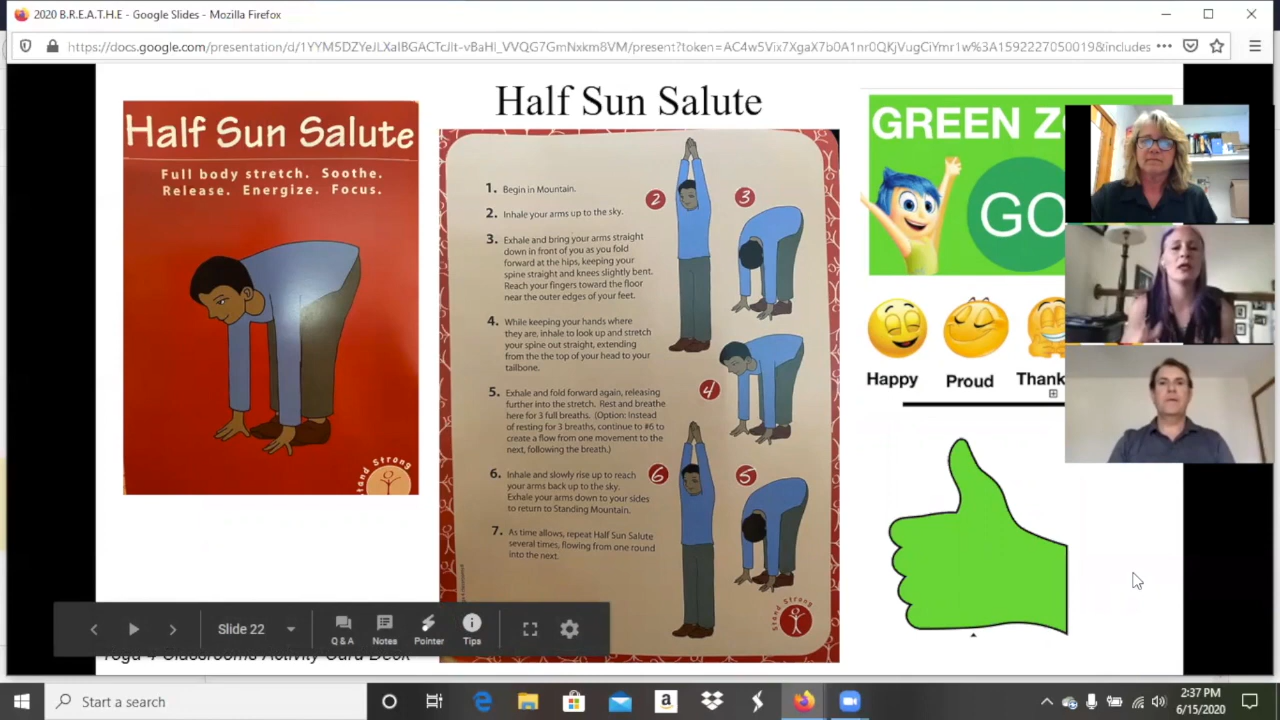 2020 B.R.E.A.T.H.E - Google Slides - Mozilla Firefox
Half Sun Salute
Half Sun Salute
Full body stretch. Soothe.
Release. Energize. Focus.
Stand Strong
1. Begin in Mountain.
2. Inhale your arms up to the sky.
3. Exhale and bring your arms straight
down in front of you as you fold
forward at the hips, keeping your
spine straight and knees slightly bent.
Reach your fingers toward the floor
near the outer edges of your feet.
4. While keeping your hands where
they are, inhale to look up and stretch
your spine out straight, extending
from the the top of your head to your
tailbone.
5. Exhale and fold forward again, releasing
further into the stretch. Rest and breathe
here for 3 full breaths. (Option: Instead
of resting for 3 breaths, continue to #6 to
create a flow from one movement to the
next, following the breath.)
6. Inhale and slowly rise up to reach
your arms back up to the sky.
Exhale your arms down to your sides
to return to Standing Mountain.
7. As time allows, repeat Half Sun Salute
several times, flowing from one round
into the next.
2
3
4
6
5
Stand Strong
GREEN Z
GO
Happy
Proud
Thank
Slide 22
Q & A
Notes
Pointer
Tips
Start a search
2:37 PM
6/15/2020